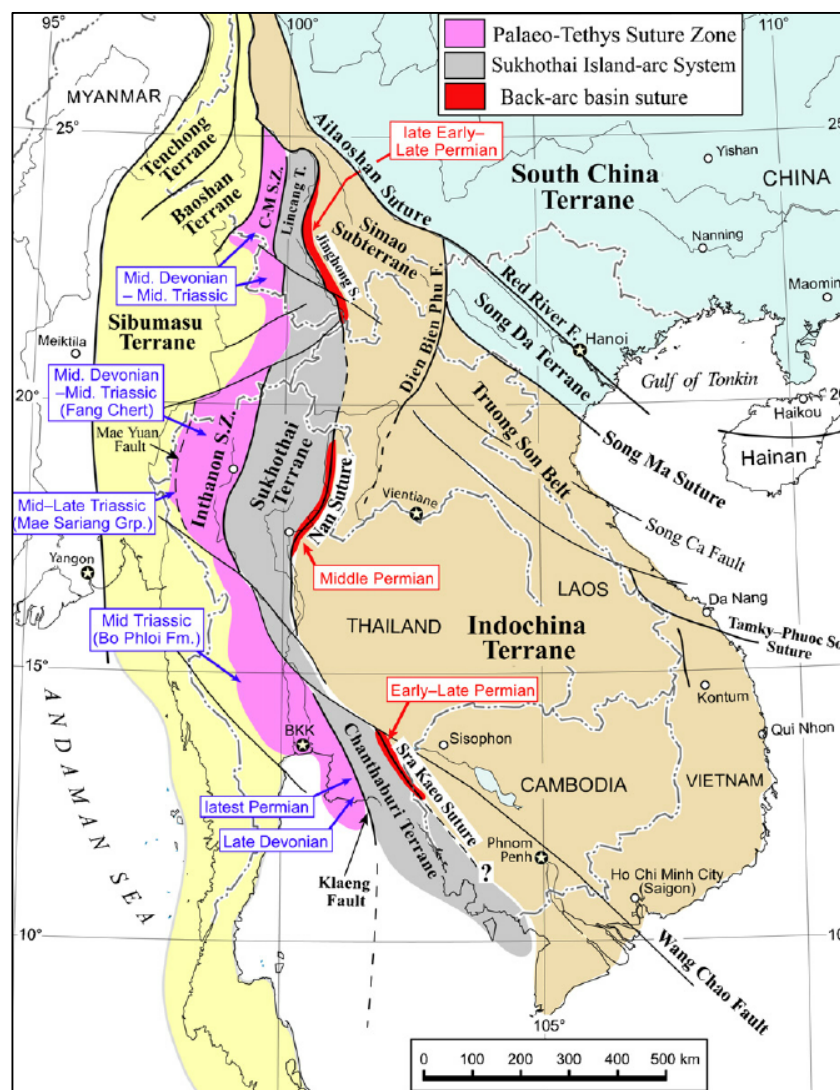 95°
100°
110°
Palaeo-Tethys Suture Zone
Sukhothai Island-arc System
Back-arc basin suture
MYANMAR
25°
Tenchong
Terrane
Baoshan
Terrane
C-M S.Z.
Lincang T.
Ailaoshan Suture
late Early–
Late Permian
Yishan
CHINA
South China
Terrane
Nanning
Maomin
Simao
Subterrane
Jinghong S.
Mid. Devonian
– Mid. Triassic
Sibumasu
Terrane
Meiktila
Dien Bien Phu F.
Red River F.
Hanoi
Song Da Terrane
Gulf of Tonkin
Haikou
Hainan
20°
20°
Mid. Devonian
–Mid. Triassic
(Fang Chert)
Mae Yuan
Fault
Inthanon S.Z.
Sukhothai
Terrane
Nan Suture
Vientiane
Truong Son Belt
Song Ma Suture
Song Ca Fault
Mid–Late Triassic
(Mae Sariang Grp.)
Yangon
Middle Permian
LAOS
Da Nang
Tamky–Phuoc So
Suture
THAILAND
Indochina
Terrane
Mid Triassic
(Bo Phloi Fm.)
15°
15°
Kontum
Qui Nhon
Early–Late Permian
BKK
Sisophon
Chanthaburi Terrane
Sra Kaeo Suture
CAMBODIA
VIETNAM
ANDAMAN SEA
latest Permian
Late Devonian
Klaeng
Fault
?
Phnom
Penh
Ho Chi Minh City
(Saigon)
10°
10°
Wang Chao Fault
100°
105°
0 100 200 300 400 500 km